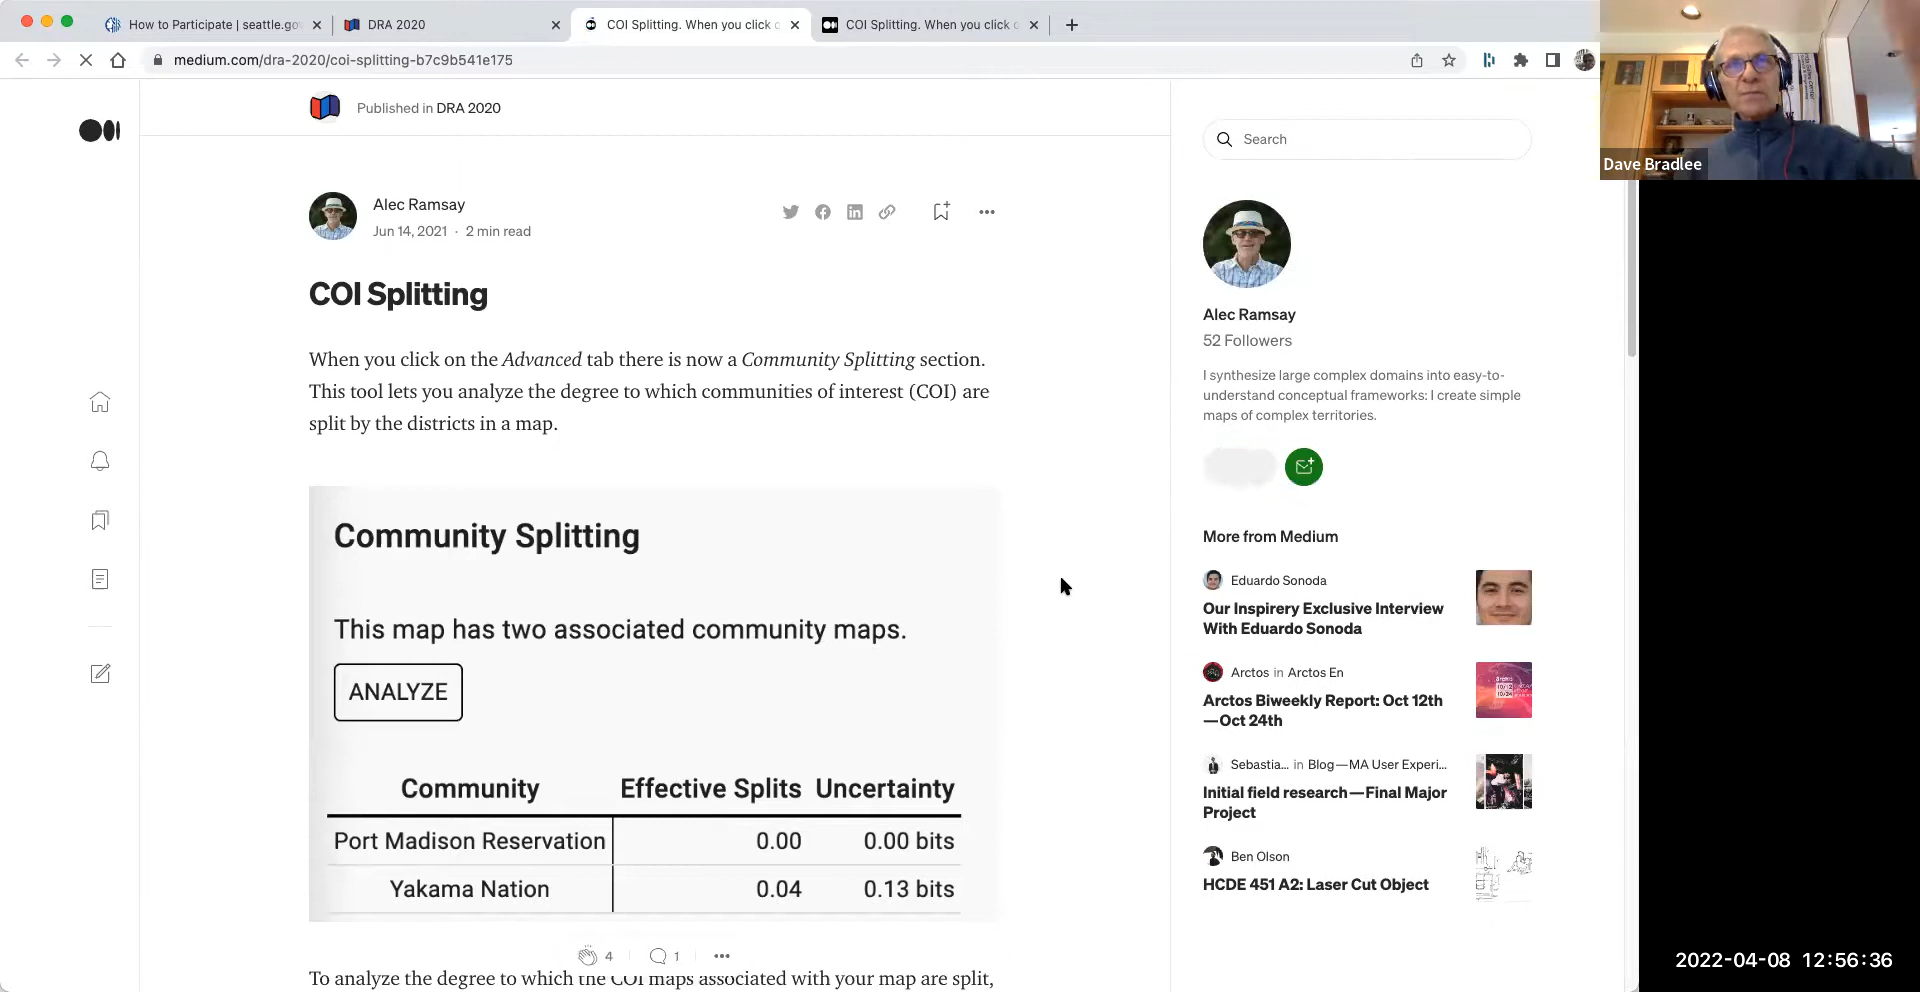 How to Participate | seattle.go
DRA 2020
COI Splitting. When you click o
COI Splitting. When you click o
medium.com/dra-2020/coi-splitting-b7c9b541e175
Dave Bradlee
Published in DRA 2020
Search
Alec Ramsay
Jun 14, 2021 · 2 min read
COI Splitting
When you click on the Advanced tab there is now a Community Splitting section.
This tool lets you analyze the degree to which communities of interest (COI) are
split by the districts in a map.
Community Splitting
This map has two associated community maps.
ANALYZE
Community Effective Splits Uncertainty
Port Madison Reservation 0.00 0.00 bits
Yakama Nation 0.04 0.13 bits
4 1
To analyze the degree to which the COI maps associated with your map are split,
Alec Ramsay
52 Followers
I synthesize large complex domains into easy-to-
understand conceptual frameworks: I create simple
maps of complex territories.
More from Medium
Eduardo Sonoda
Our Inspirery Exclusive Interview
With Eduardo Sonoda
Arctos in Arctos En
Arctos Biweekly Report: Oct 12th
—Oct 24th
Sebastia... in Blog—MA User Experi...
Initial field research—Final Major
Project
Ben Olson
HCDE 451 A2: Laser Cut Object
2022-04-08 12:56:36